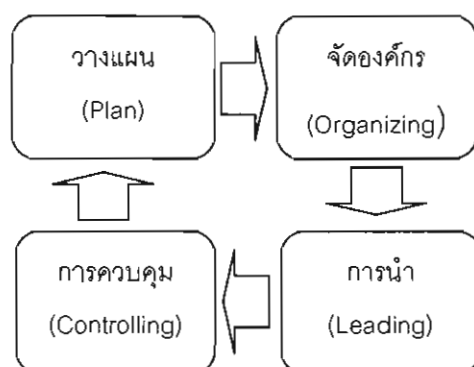 วางแผน
(Plan)
จัดองค์กร
(Organizing)
การควบคุม
(Controlling)
การนำ
(Leading)